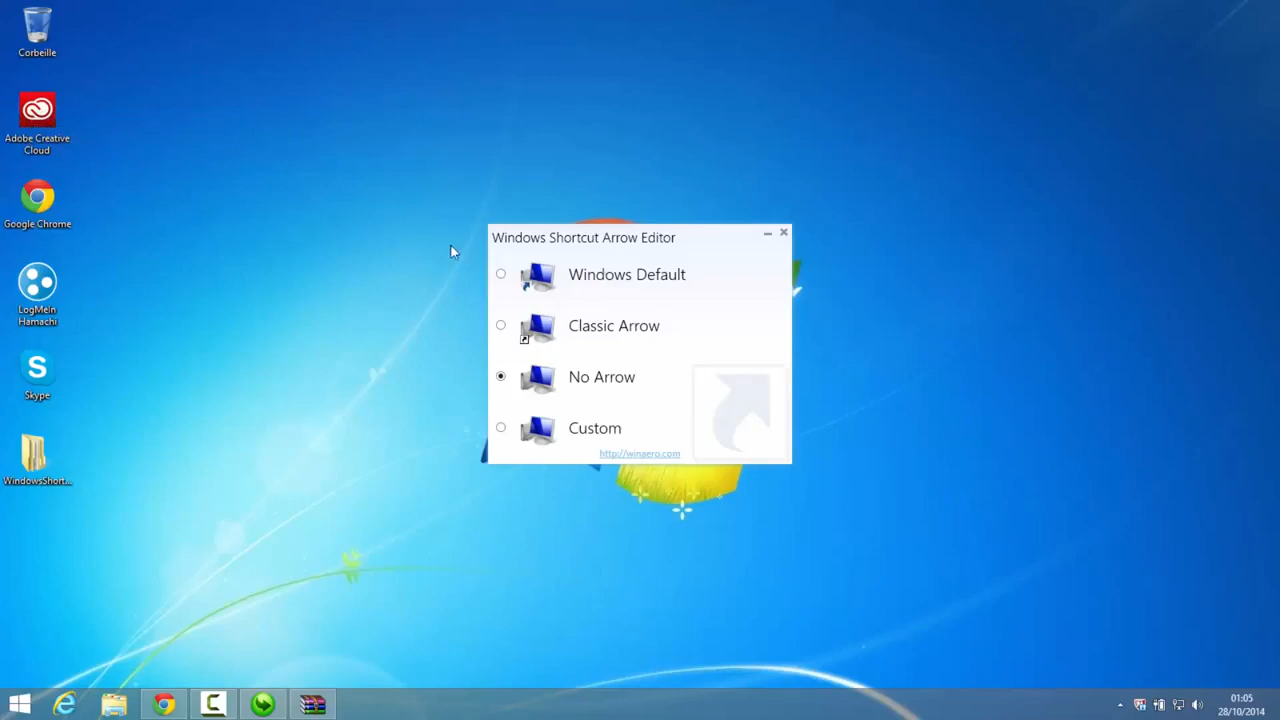 Corbeille
Adobe Creative
Cloud
Google Chrome
LogMeIn
Hamachi
Skype
WindowsShort...
Windows Shortcut Arrow Editor
Windows Default
Classic Arrow
No Arrow
Custom
http://winaero.com
01:05
28/10/2014